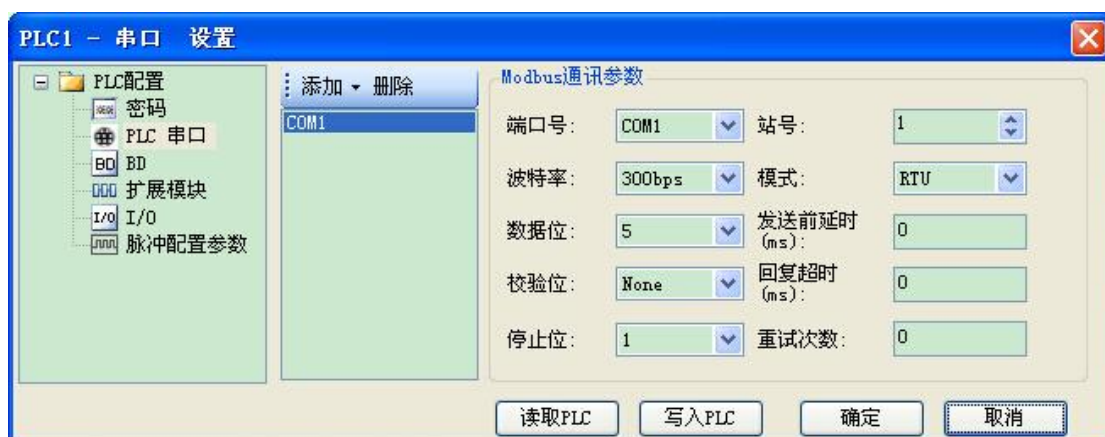 PLC1 - 串口 设置
PLC配置
密码
PLC 串口
BD BD
扩展模块
I/O I/O
脉冲配置参数
添加 删除
COM1
Modbus通讯参数
端口号: COM1 站号: 1
波特率: 300bps 模式: RTU
数据位: 5 发送前延时(ms): 0
校验位: None 回复超时(ms): 0
停止位: 1 重试次数: 0
读取PLC 写入PLC 确定 取消